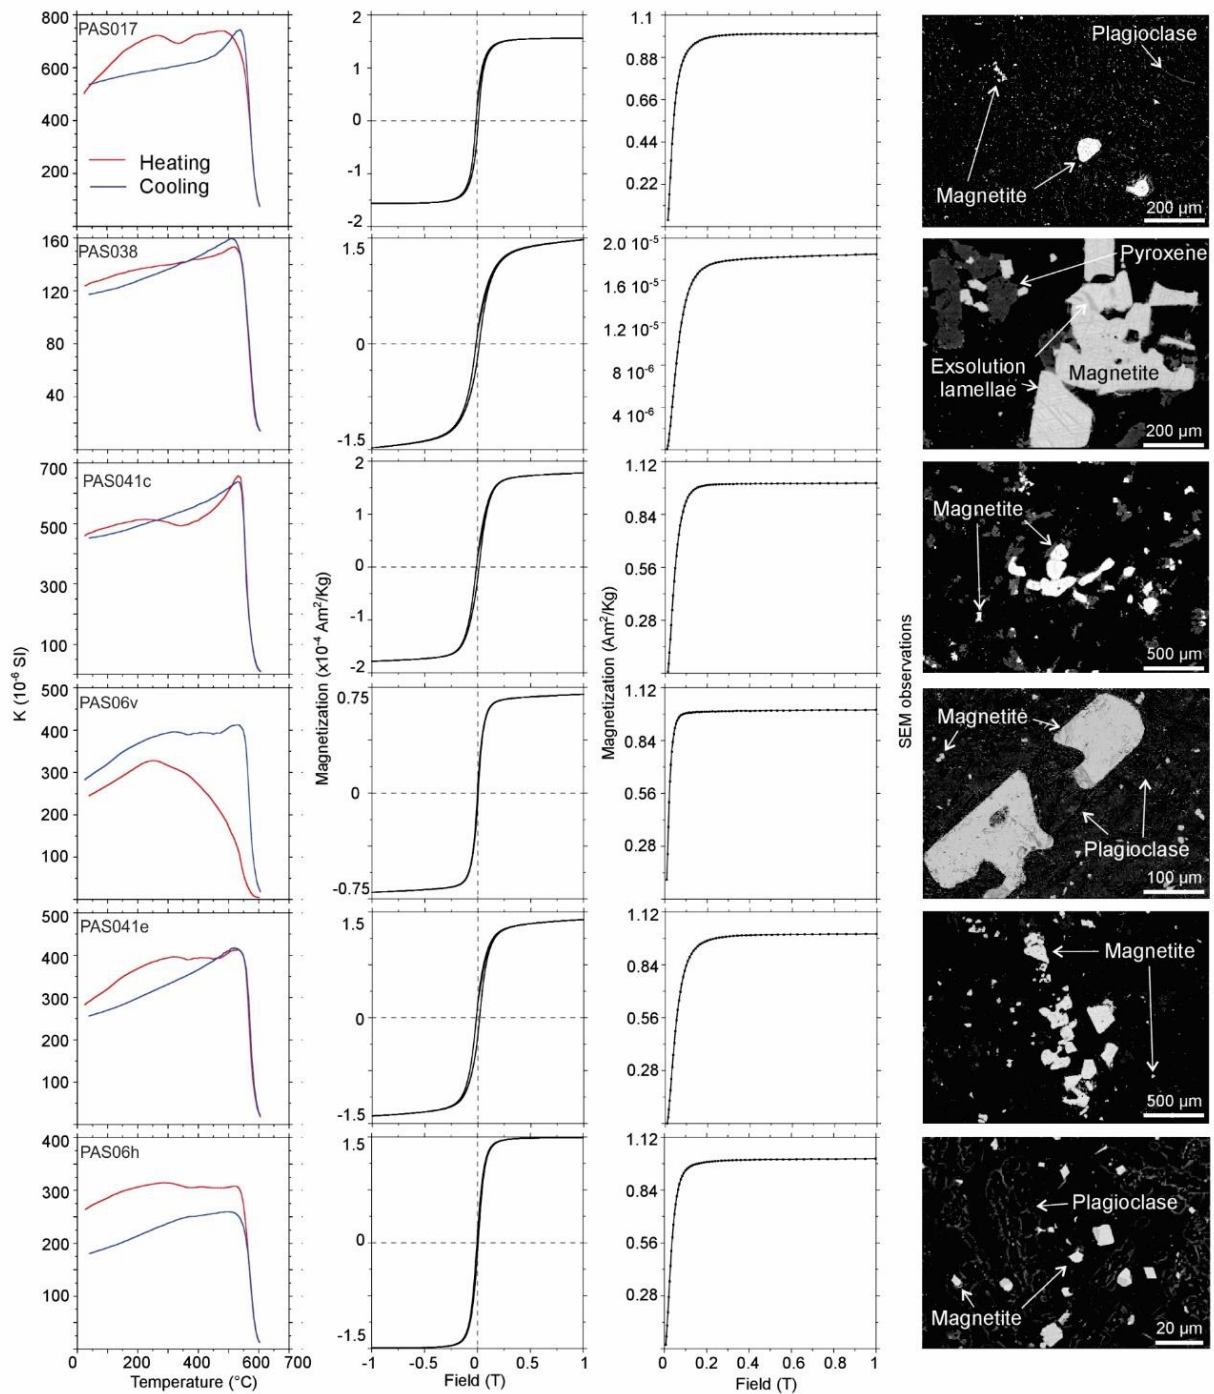 800
PAS017
700
600
400
200
Heating
Cooling
2
1
0
-1
-2
1.1
0.88
0.66
0.44
0.22
Plagioclase
Magnetite
200 µm
160
PAS038
120
80
40
1.5
0
-1.5
2.0 10-5
1.6 10-5
1.2 10-5
8 10-6
4 10-6
Pyroxene
Exsolution
lamellae
Magnetite
200 µm
700
PAS041c
500
300
100
2
1
0
-1
-2
1.12
0.84
0.56
0.28
Magnetite
500 µm
K (10-6 SI)
Magnetization (x10-4 Am2/Kg)
Magnetization (Am2/Kg)
SEM observations
500
PAS06v
400
300
200
100
0.75
0
-0.75
1.12
0.84
0.56
0.28
Magnetite
Plagioclase
100 µm
500
PAS041e
400
300
200
100
1.5
0
-1.5
1.12
0.84
0.56
0.28
Magnetite
500 µm
400
PAS06h
300
200
100
1.5
0
-1.5
1.12
0.84
0.56
0.28
Plagioclase
Magnetite
20 µm
0 200 400 600 700
Temperature (°C)
-1 -0.5 0 0.5 1
Field (T)
0 0.2 0.4 0.6 0.8 1
Field (T)